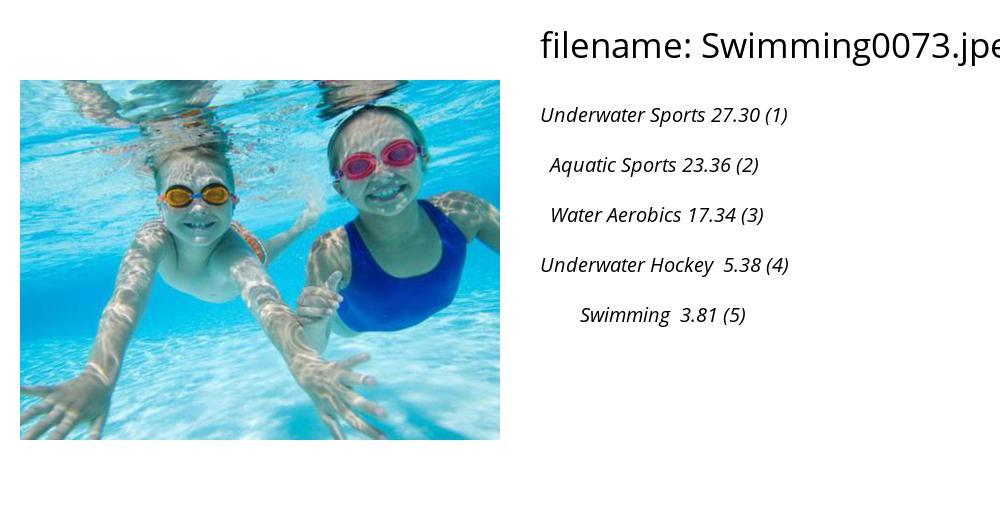 filename: Swimming0073.jpe
Underwater Sports 27.30 (1)
Aquatic Sports 23.36 (2)
Water Aerobics 17.34 (3)
Underwater Hockey 5.38 (4)
Swimming 3.81 (5)